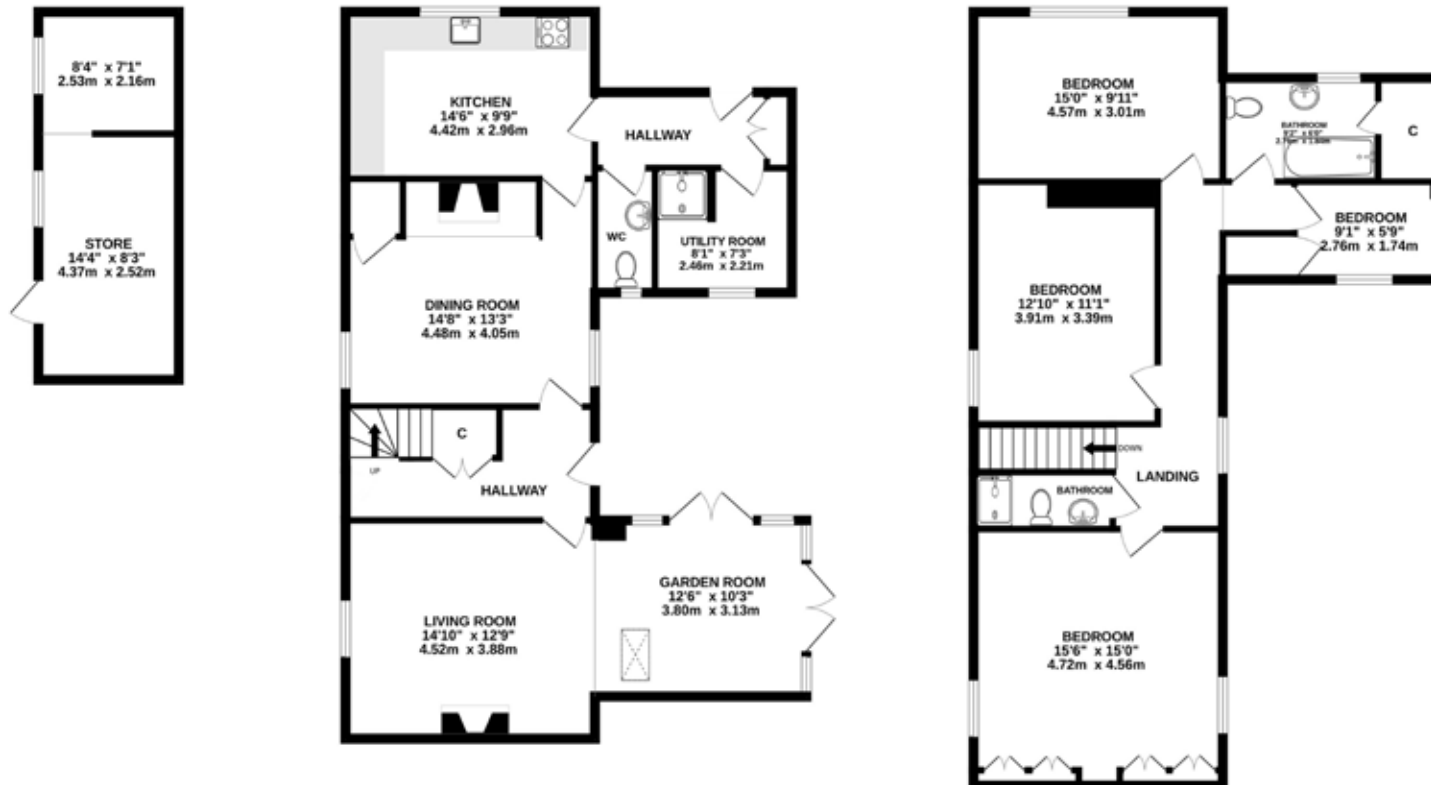 8'4" x 7'1"
2.53m x 2.16m
STORE
14'4" x 8'3"
4.37m x 2.52m
KITCHEN
14'6" x 9'9"
4.42m x 2.96m
HALLWAY
WC
UTILITY ROOM
8'1" x 7'3"
2.46m x 2.21m
DINING ROOM
14'8" x 13'3"
4.48m x 4.05m
C
UP
HALLWAY
LIVING ROOM
14'10" x 12'9"
4.52m x 3.88m
GARDEN ROOM
12'6" x 10'3"
3.80m x 3.13m
BEDROOM
15'0" x 9'11"
4.57m x 3.01m
BATHROOM
C
BEDROOM
9'1" x 5'9"
2.76m x 1.74m
BEDROOM
12'10" x 11'1"
3.91m x 3.39m
DOWN
LANDING
BATHROOM
BEDROOM
15'6" x 15'0"
4.72m x 4.56m